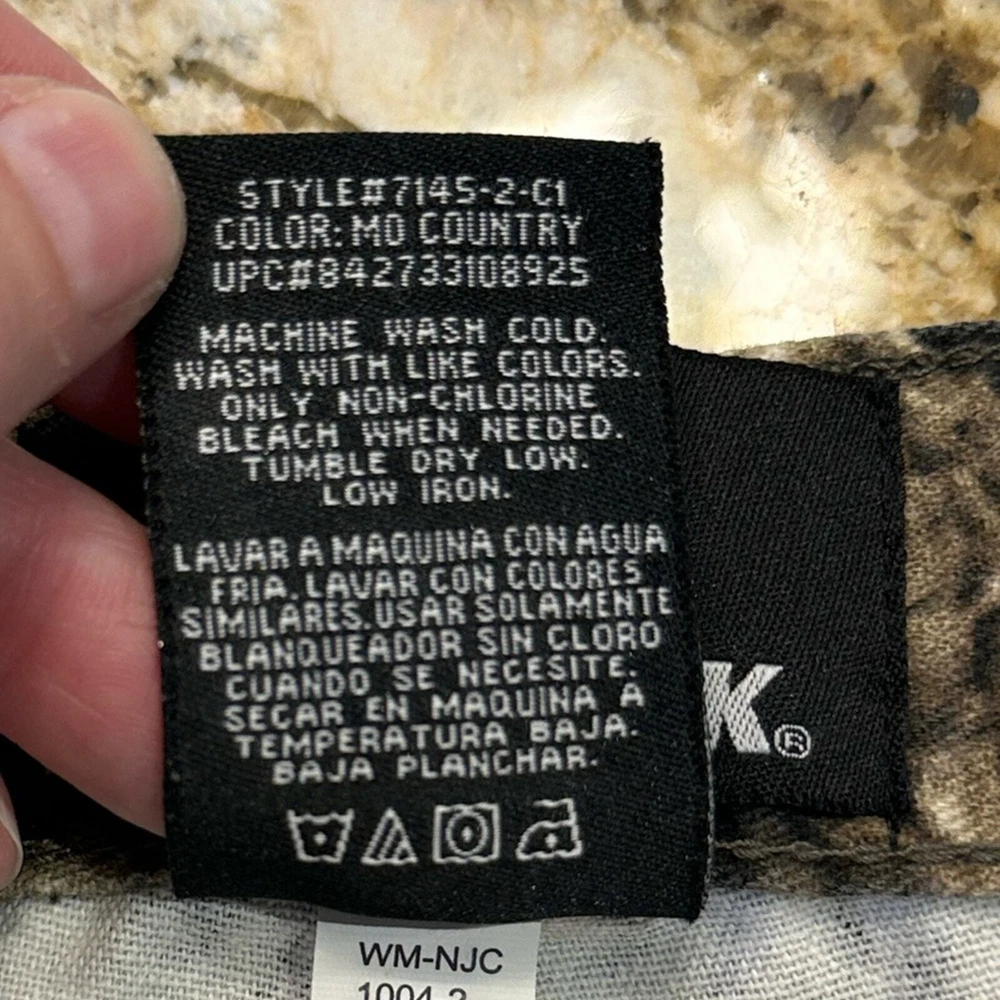 STYLE#7145-2-C1
COLOR: MO COUNTRY
UPC#842733108925
MACHINE WASH COLD.
WASH WITH LIKE COLORS.
ONLY NON-CHLORINE
BLEACH WHEN NEEDED.
TUMBLE DRY LOW.
LOW IRON.
LAVAR A MAQUINA CON AGUA
FRIA. LAVAR CON COLORES
SIMILARES. USAR SOLAMENTE
BLANQUEADOR SIN CLORO
CUANDO SE NECESITE.
SECAR EN MAQUINA A
TEMPERATURA BAJA.
BAJA PLANCHAR.
K®
WM-NJC